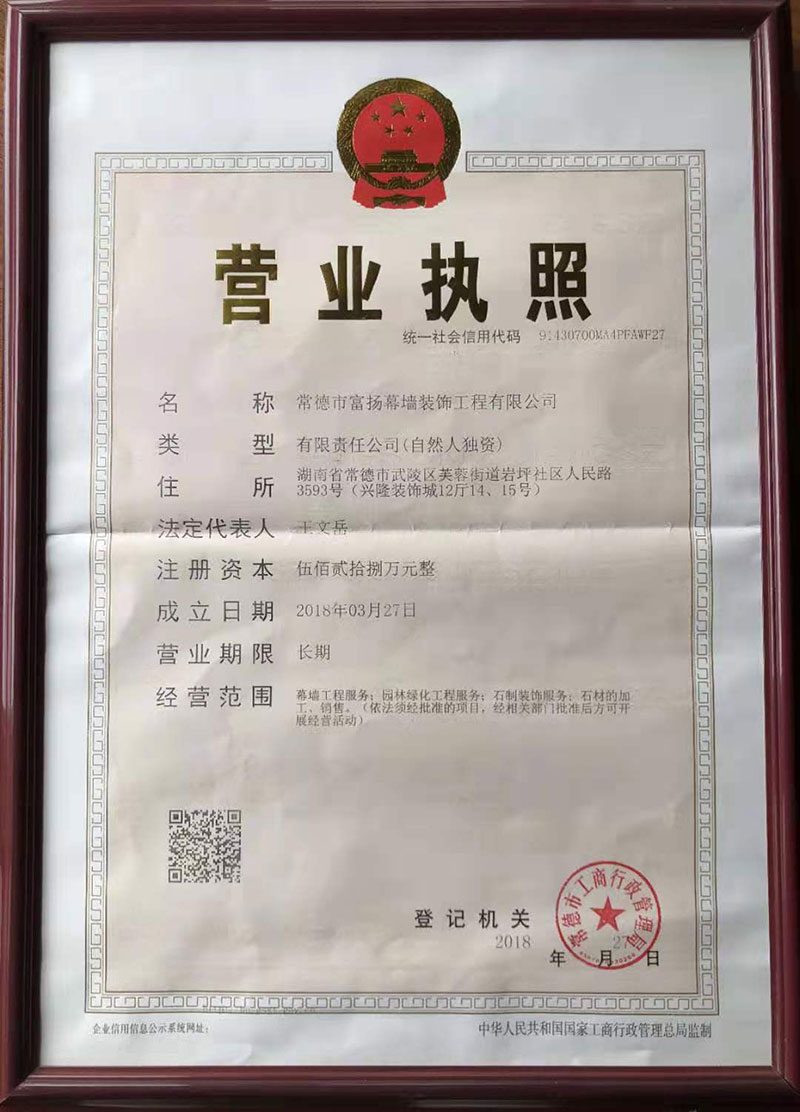 营业执照
统一社会信用代码 91430700MA4PFAWF27
名称 常德市富扬幕墙装饰工程有限公司
类型 有限责任公司(自然人独资)
住所 湖南省常德市武陵区芙蓉街道岩坪社区人民路
3593号（兴隆装饰城12厅14、15号）
法定代表人 王文岳
注册资本 伍佰贰拾捌万元整
成立日期 2018年03月27日
营业期限 长期
经营范围 幕墙工程服务；园林绿化工程服务；石制装饰服务；石材的加
工、销售。（依法须经批准的项目，经相关部门批准后方可开
展经营活动）
常德市工商行政管理局
登记机关
2018 27
年 月 日
企业信用信息公示系统网址：
中华人民共和国国家工商行政管理总局监制